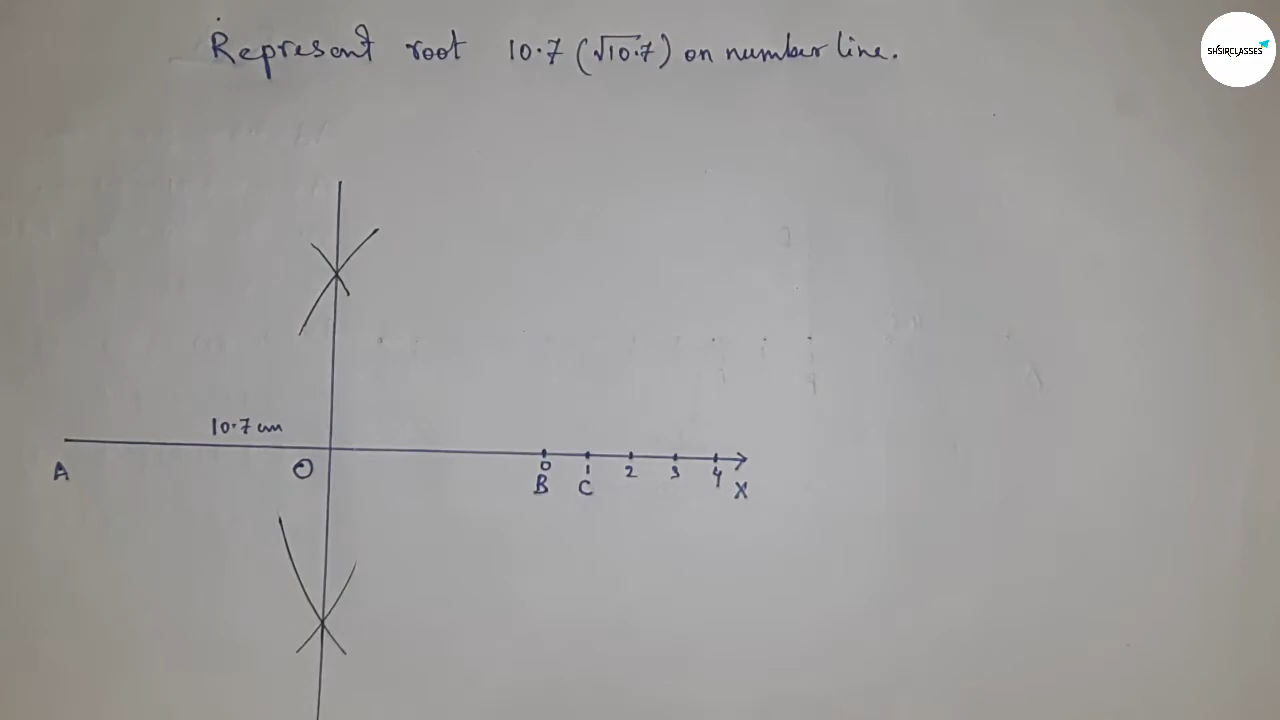 Represent root 10.7 (√10.7) on number line.
SHSIRCLASSES
10.7 cm
A O 0 1 2 3 4
B C X